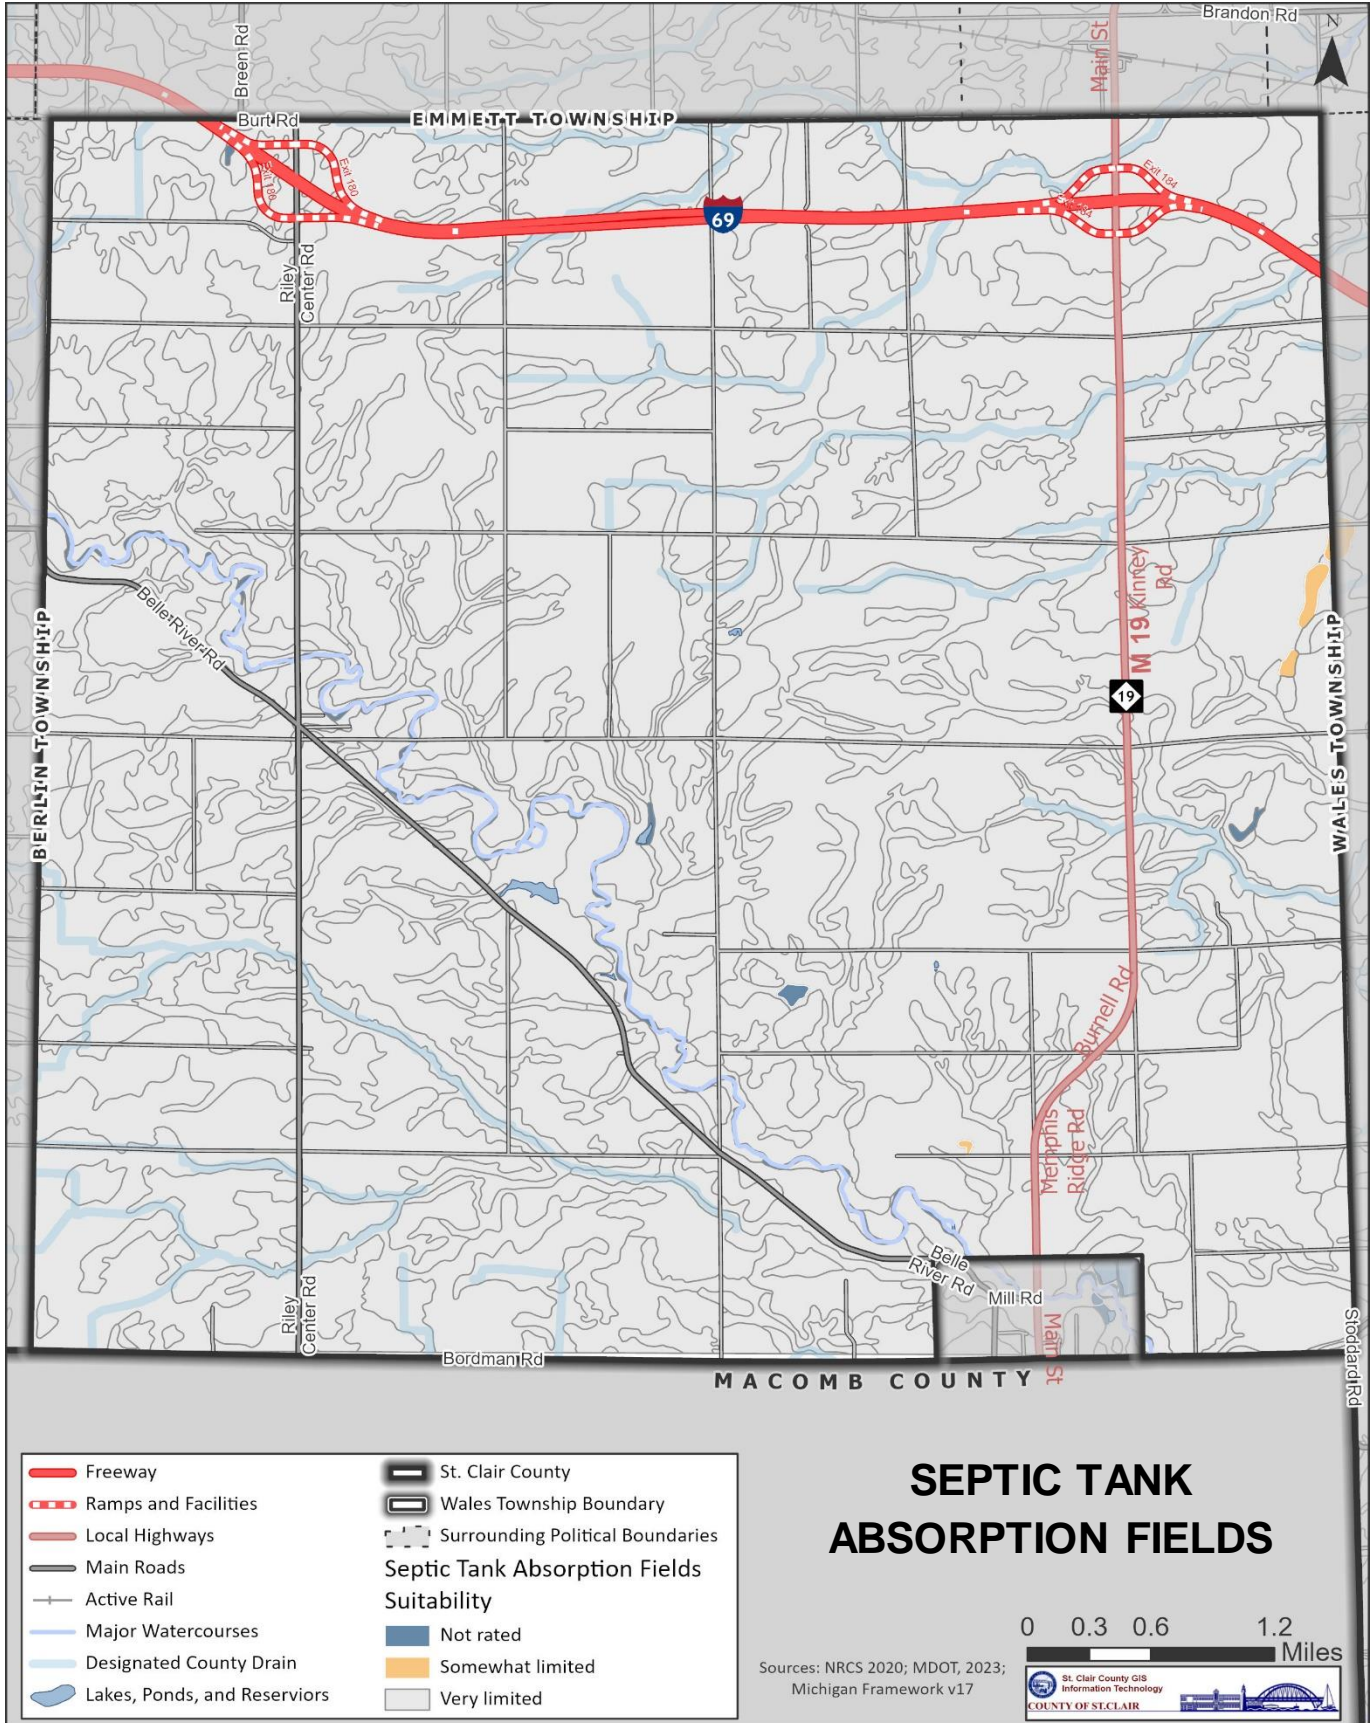 Brandon Rd
N
Main St
Breen Rd
Burt Rd
EMMETT TOWNSHIP
Exit 180
Exit 180
Exit 184
69
Riley
Center Rd
Belle River Rd
BERLIN TOWNSHIP
M 19 Kinney
Rd
19
WALES TOWNSHIP
Burnell Rd
Memphis
Ridge Rd
Belle
River Rd
Mill Rd
Main St
Riley
Center Rd
Bordman Rd
Stoddard Rd
MACOMB COUNTY
Freeway
Ramps and Facilities
Local Highways
Main Roads
Active Rail
Major Watercourses
Designated County Drain
Lakes, Ponds, and Reserviors
St. Clair County
Wales Township Boundary
Surrounding Political Boundaries
Septic Tank Absorption Fields
Suitability
Not rated
Somewhat limited
Very limited
SEPTIC TANK
ABSORPTION FIELDS
0 0.3 0.6 1.2
Miles
Sources: NRCS 2020; MDOT, 2023;
Michigan Framework v17
St. Clair County GIS
Information Technology
COUNTY OF ST.CLAIR